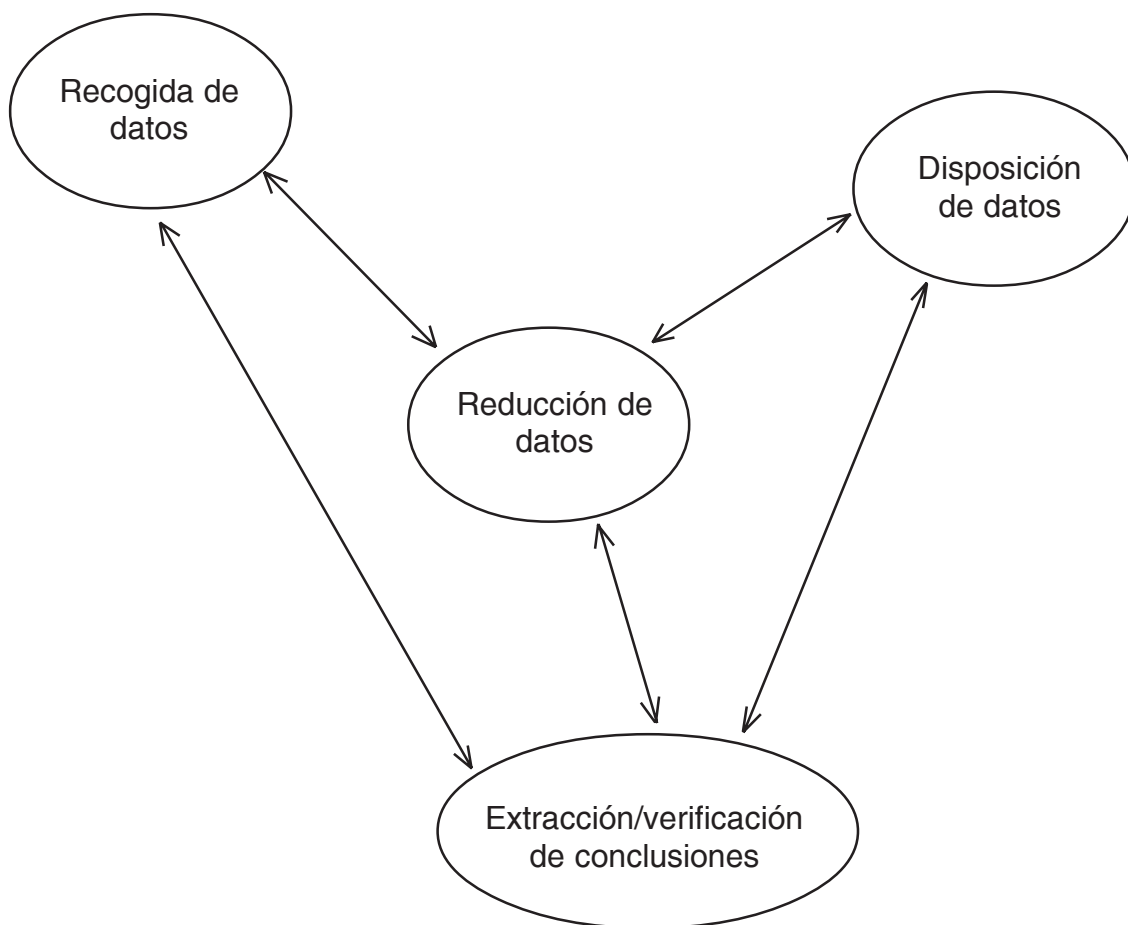 Recogida de
datos
Disposición
de datos
Reducción de
datos
Extracción/verificación
de conclusiones